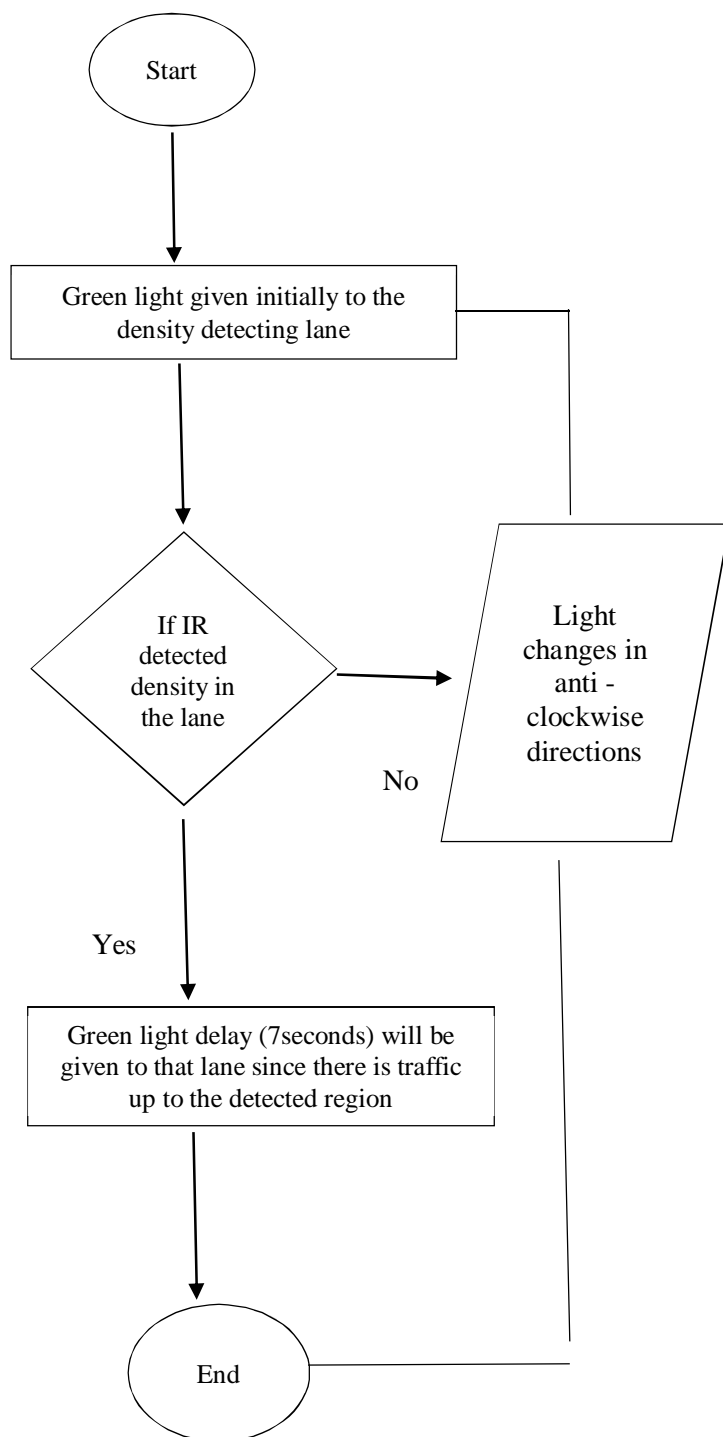 Start
Green light given initially to the
density detecting lane
If IR
detected
density in
the lane
Light
changes in
anti -
clockwise
directions
No
Yes
Green light delay (7seconds) will be
given to that lane since there is traffic
up to the detected region
End